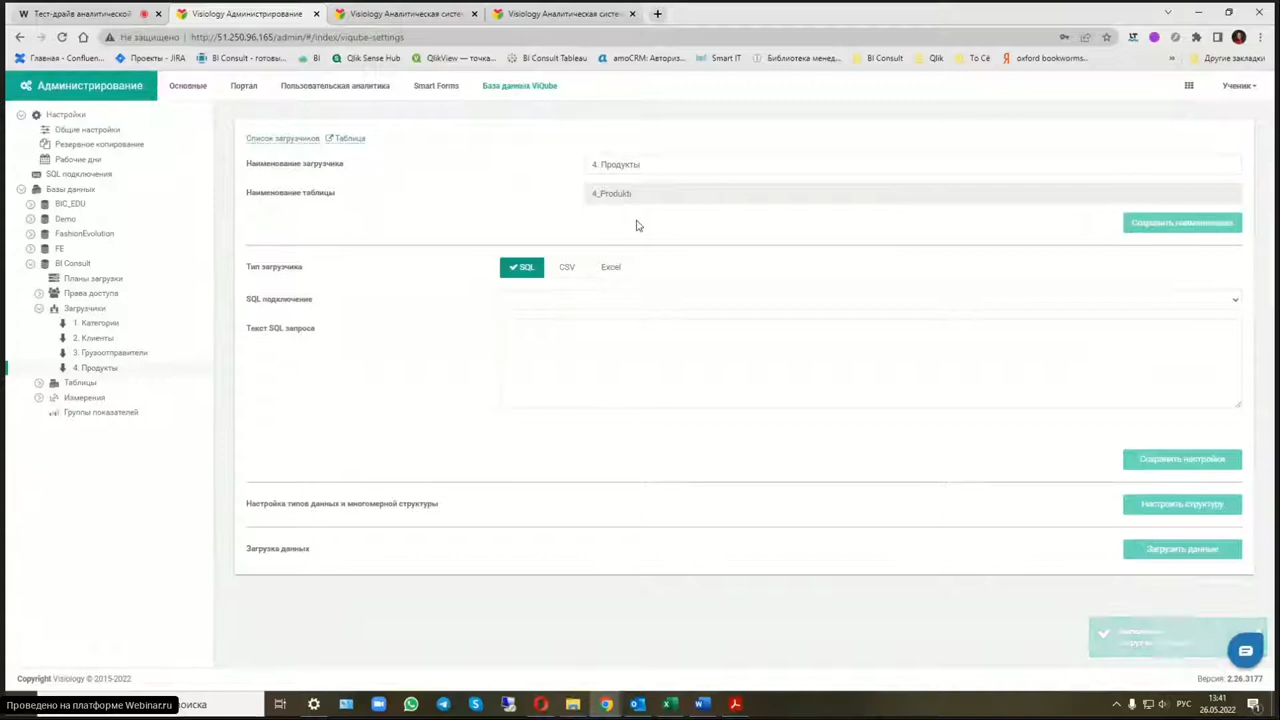 Тест-драйв аналитической
Visiology Администрирование
Visiology Аналитическая систе
Visiology Аналитическая систе
Не защищено | http://51.250.96.165/admin/#/index/viqube-settings
Главная - Confluen...
Проекты - JIRA
BI Consult - готовы...
BI
Qlik Sense Hub
QlikView — точка...
BI Consult Tableau
amoCRM: Авториз...
Smart IT
Библиотека менед...
BI Consult
Qlik
То Сё
oxford bookworms...
»
Другие закладки
Администрирование
Основные
Портал
Пользовательская аналитика
Smart Forms
База данных ViQube
Ученик
Настройки
Общие настройки
Резервное копирование
Рабочие дни
SQL подключения
Базы данных
BIC_EDU
Demo
FashionEvolution
FE
BI Consult
Планы загрузки
Права доступа
Загрузчики
1. Категории
2. Клиенты
3. Грузоотправители
4. Продукты
Таблицы
Измерения
Группы показателей
Список загрузчиков Таблица
Наименование загрузчика
4. Продукты
Наименование таблицы
4_Produkti
Сохранить наименование
Тип загрузчика
SQL
CSV
Excel
SQL подключение
Текст SQL запроса
Сохранить настройки
Настройка типов данных и многомерной структуры
Настроить структуру
Загрузка данных
Загрузить данные
Copyright Visiology © 2015-2022
Версия: 2.26.3177
Проведено на платформе Webinar.ru
поиска
РУС
13:41
26.05.2022